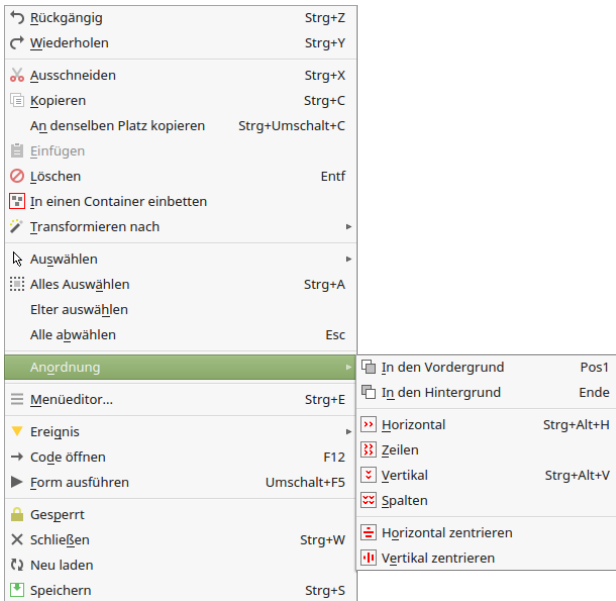 Rückgängig Strg+Z
Wiederholen Strg+Y
Ausschneiden Strg+X
Kopieren Strg+C
An denselben Platz kopieren Strg+Umschalt+C
Einfügen
Löschen Entf
In einen Container einbetten
Transformieren nach
Auswählen
Alles Auswählen Strg+A
Elter auswählen
Alle abwählen Esc
Anordnung
In den Vordergrund Pos1
In den Hintergrund Ende
Horizontal Strg+Alt+H
Zeilen
Vertikal Strg+Alt+V
Spalten
Horizontal zentrieren
Vertikal zentrieren
Menüeditor... Strg+E
Ereignis
Code öffnen F12
Form ausführen Umschalt+F5
Gesperrt
Schließen Strg+W
Neu laden
Speichern Strg+S